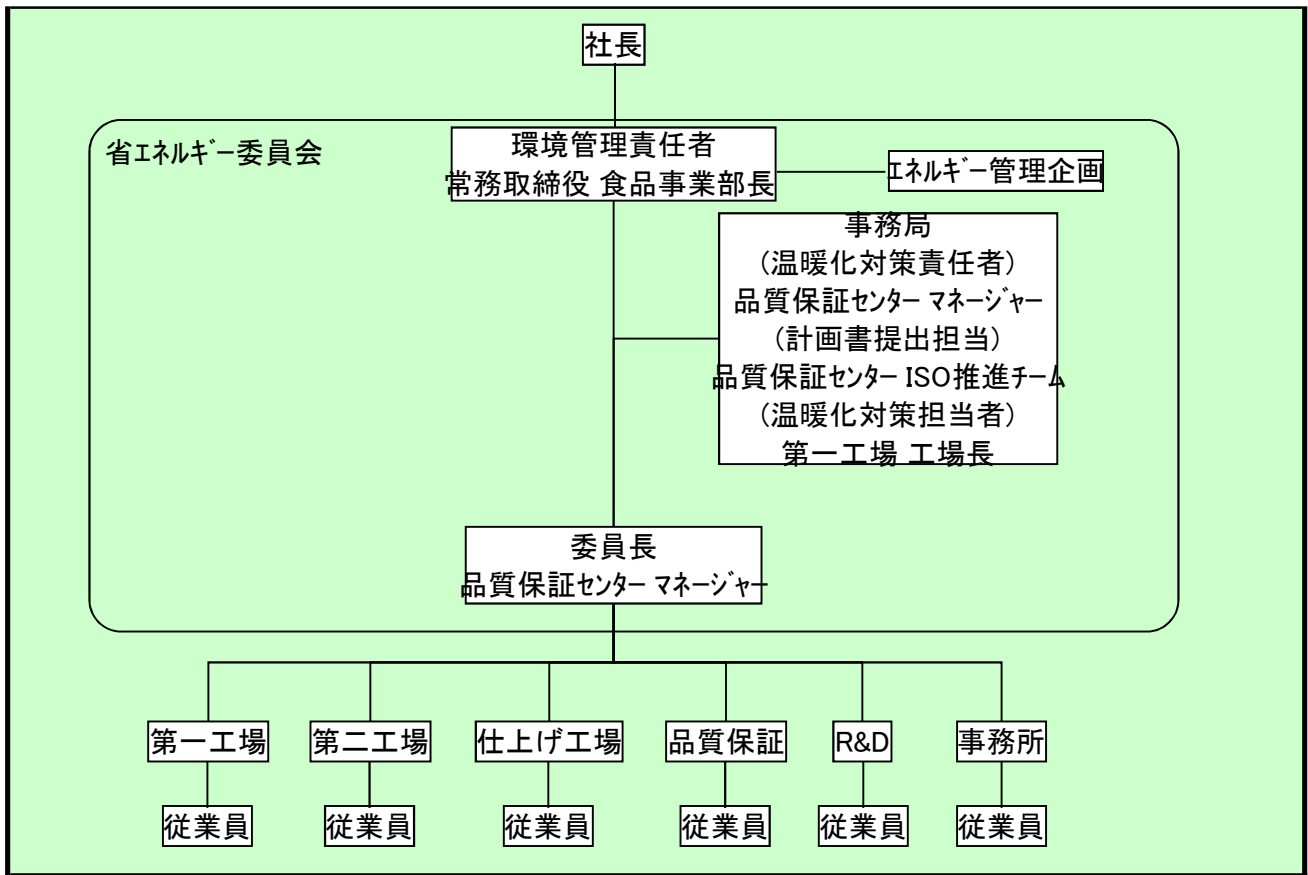 社長
省ｴﾈﾙｷﾞｰ委員会
環境管理責任者
常務取締役 食品事業部長
ｴﾈﾙｷﾞｰ管理企画
事務局
（温暖化対策責任者）
品質保証ｾﾝﾀｰ ﾏﾈｰｼﾞｬｰ
（計画書提出担当）
品質保証ｾﾝﾀｰ ISO推進ﾁｰﾑ
（温暖化対策担当者）
第一工場 工場長
委員長
品質保証ｾﾝﾀｰ ﾏﾈｰｼﾞｬｰ
第一工場
第二工場
仕上げ工場
品質保証
R&D
事務所
従業員
従業員
従業員
従業員
従業員
従業員